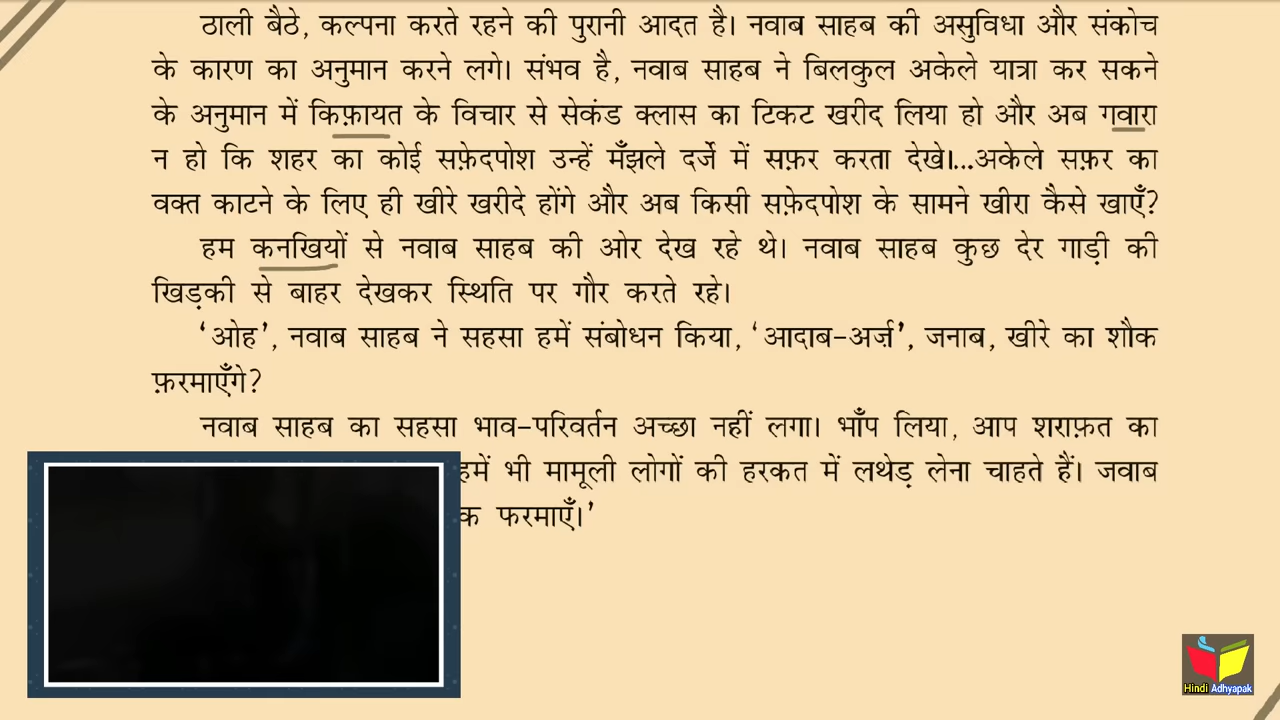 ठाली बैठे, कल्पना करते रहने की पुरानी आदत है। नवाब साहब की असुविधा और संकोच
के कारण का अनुमान करने लगे। संभव है, नवाब साहब ने बिलकुल अकेले यात्रा कर सकने
के अनुमान में किफ़ायत के विचार से सेकंड क्लास का टिकट खरीद लिया हो और अब गवारा
न हो कि शहर का कोई सफ़ेदपोश उन्हें मँझले दर्जे में सफ़र करता देखे।...अकेले सफ़र का
वक्त काटने के लिए ही खीरे खरीदे होंगे और अब किसी सफ़ेदपोश के सामने खीरा कैसे खाएँ?
हम कनखियों से नवाब साहब की ओर देख रहे थे। नवाब साहब कुछ देर गाड़ी की
खिड़की से बाहर देखकर स्थिति पर गौर करते रहे।
‘ओह’, नवाब साहब ने सहसा हमें संबोधन किया, ‘आदाब-अर्ज़’, जनाब, खीरे का शौक
फ़रमाएँगे?
नवाब साहब का सहसा भाव-परिवर्तन अच्छा नहीं लगा। भाँप लिया, आप शराफ़त का
हमें भी मामूली लोगों की हरकत में लथेड़ लेना चाहते हैं। जवाब
क फरमाएँ।’
Hindi Adhyapak